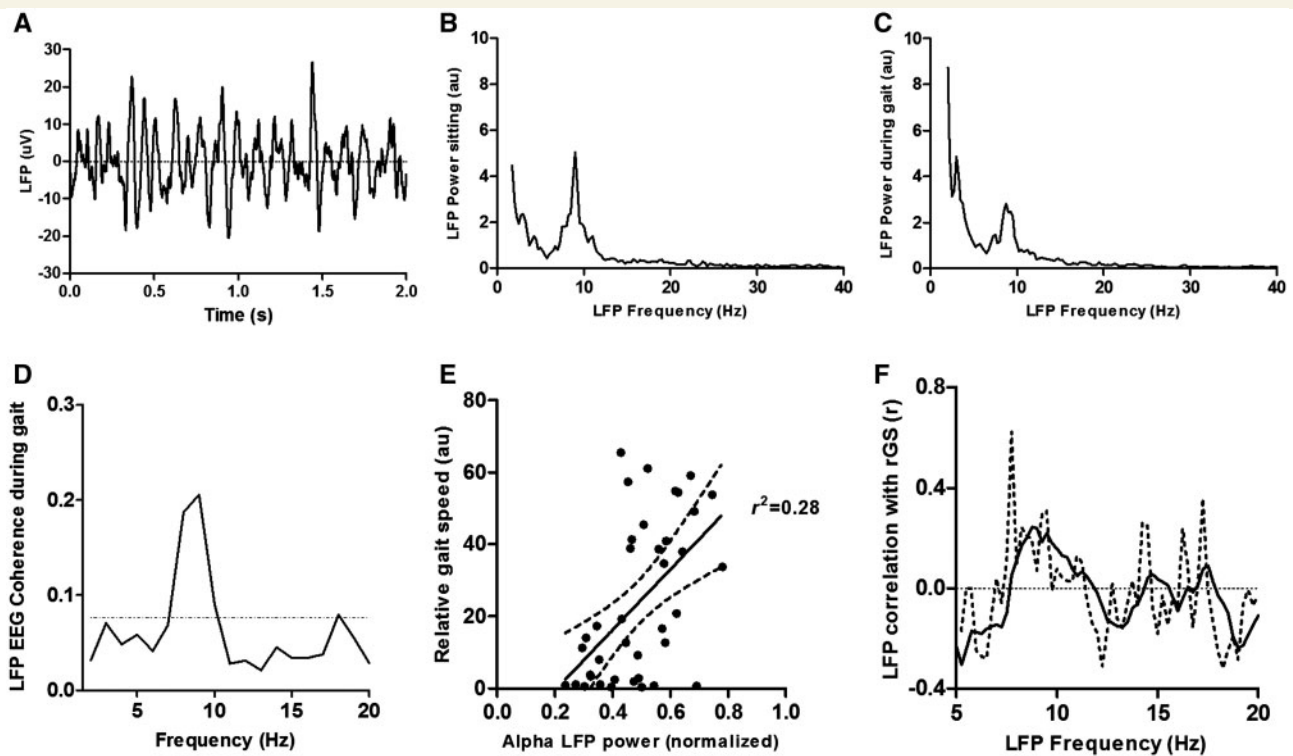 A
LFP (uV)
30
20
10
0
-10
-20
-30
0.0 0.5 1.0 1.5 2.0
Time (s)
B
LFP Power sitting (au)
10
8
6
4
2
0
0 10 20 30 40
LFP Frequency (Hz)
C
LFP Power during gait (au)
10
8
6
4
2
0
0 10 20 30 40
LFP Frequency (Hz)
D
LFP EEG Coherence during gait
0.3
0.2
0.1
0.0
5 10 15 20
Frequency (Hz)
E
Relative gait speed (au)
80
60
40
20
0
r²=0.28
0.0 0.2 0.4 0.6 0.8 1.0
Alpha LFP power (normalized)
F
LFP correlation with rGS (r)
0.8
0.4
0.0
-0.4
5 10 15 20
LFP Frequency (Hz)